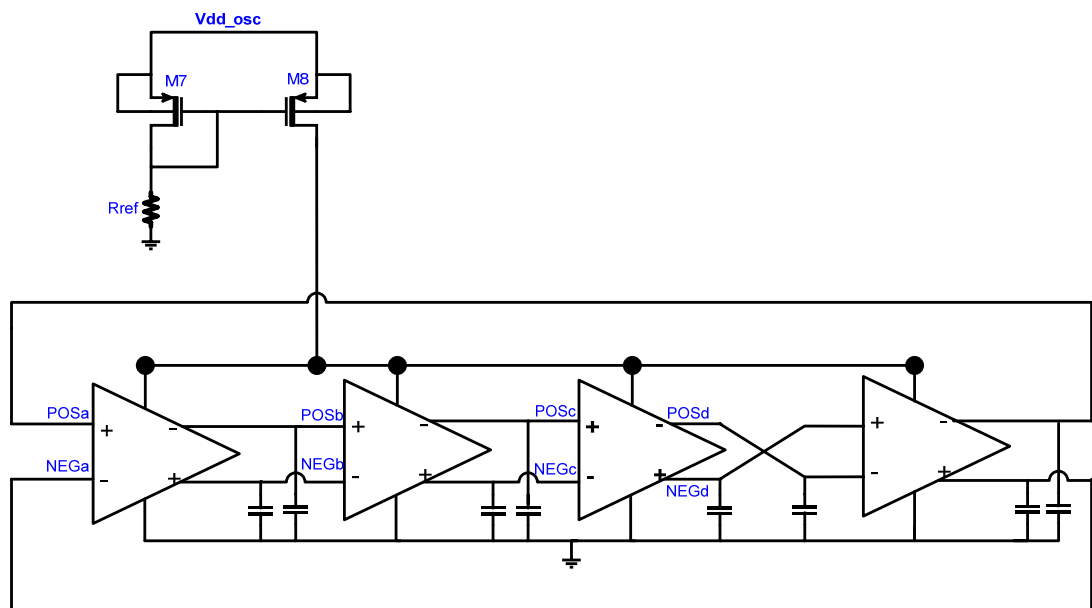 Vdd_osc
M7
M8
Rref
POSa
+
-
NEGa
-
+
POSb
+
-
NEGb
-
+
POSc
+
-
POSd
NEGc
-
+
NEGd
+
-
-
+